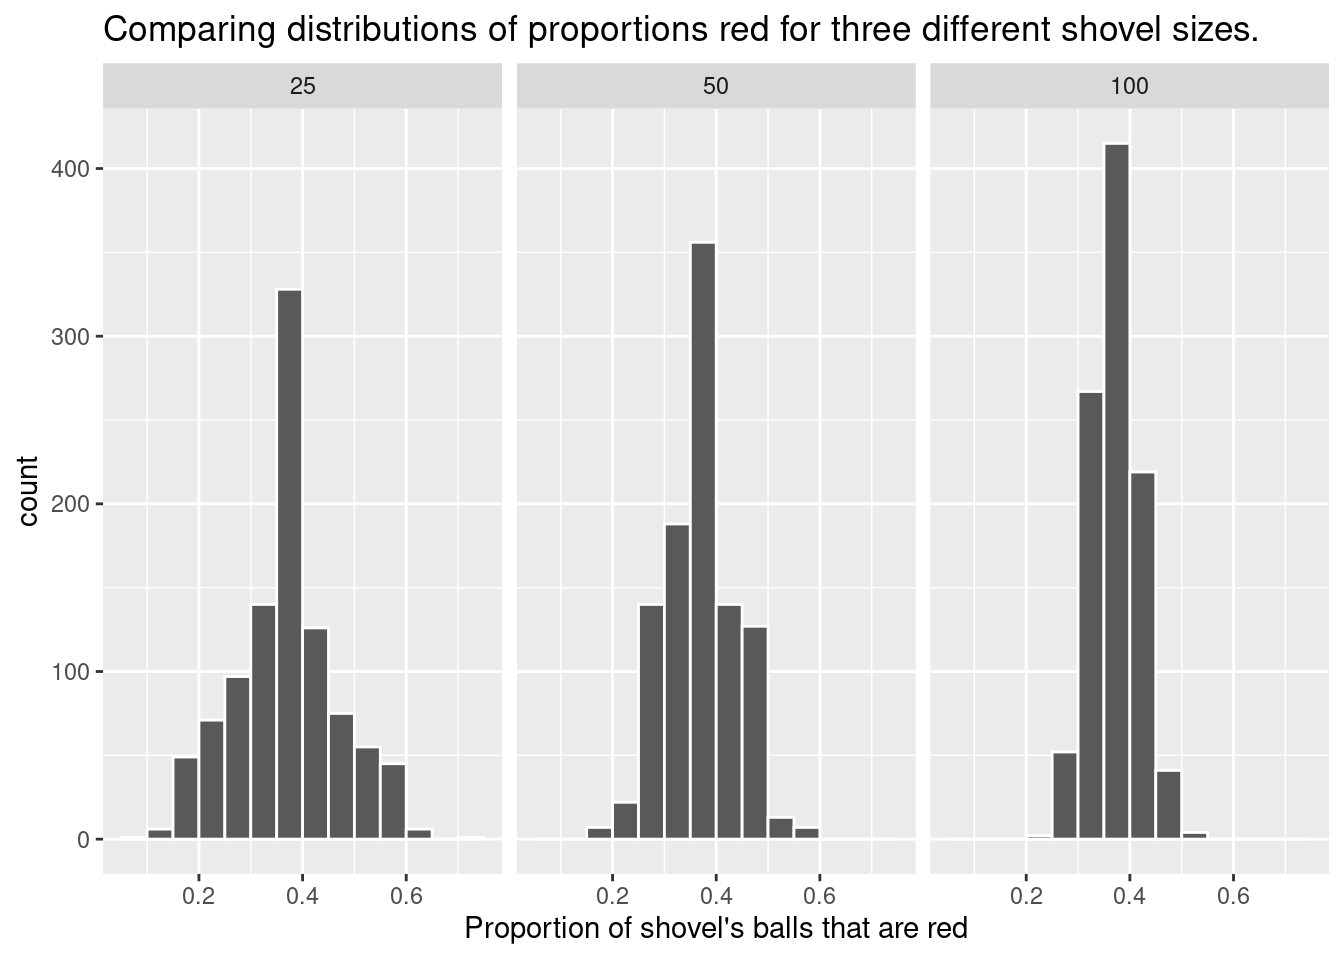 Comparing distributions of proportions red for three different shovel sizes.
25 50 100
400
300
200
100
0
count
0.2 0.4 0.6 0.2 0.4 0.6 0.2 0.4 0.6
Proportion of shovel's balls that are red